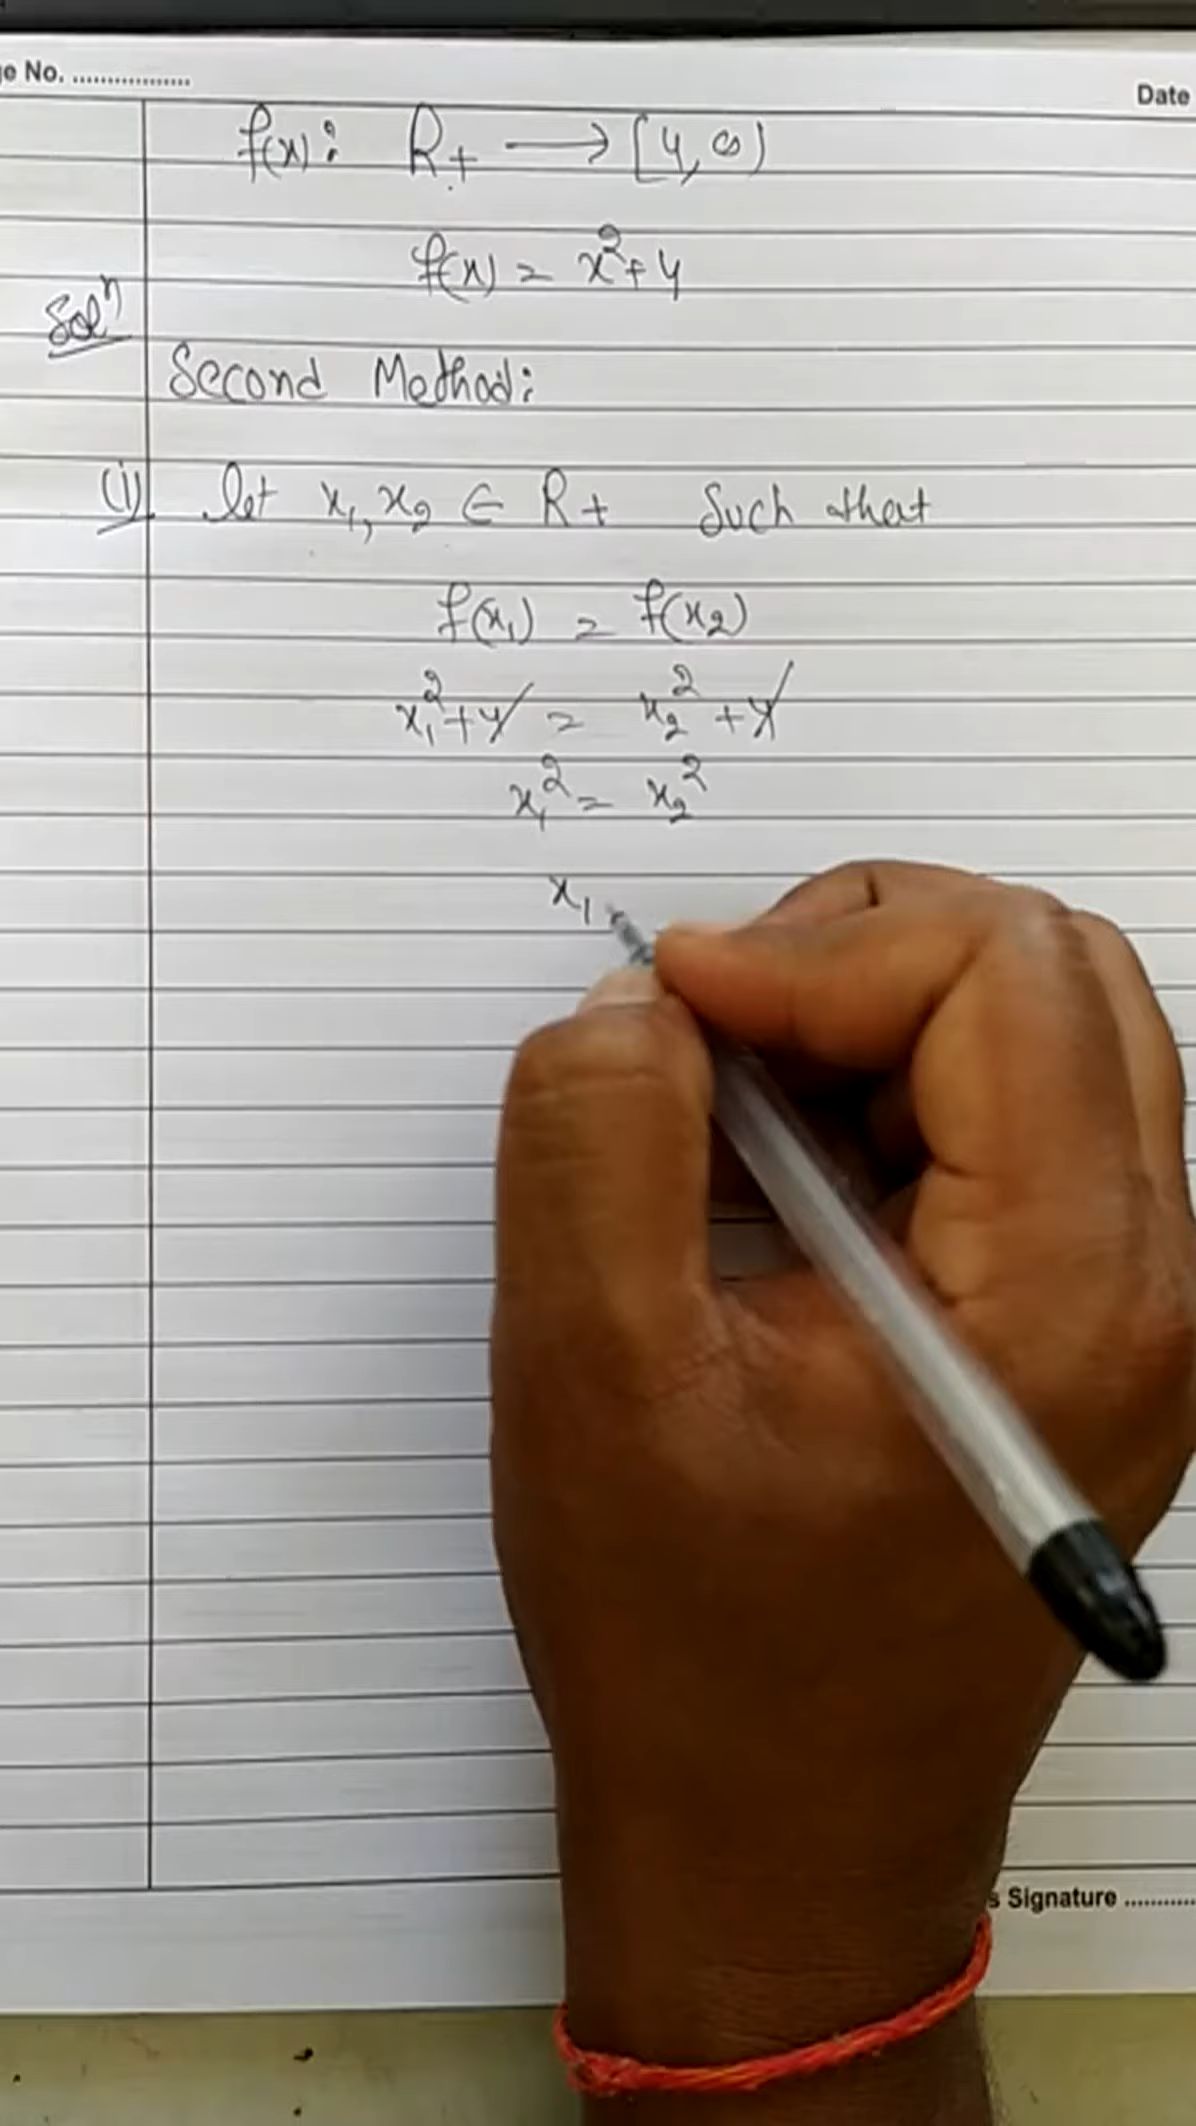 ge No. .................
Date
f(x): R+ → [4, ∞)
f(x) = x²+4
Solⁿ
Second Method:
(i) let x₁, x₂ ∈ R+ Such that
f(x₁) = f(x₂)
x₁²+4 = x₂²+4
x₁² = x₂²
x₁
s Signature ...........